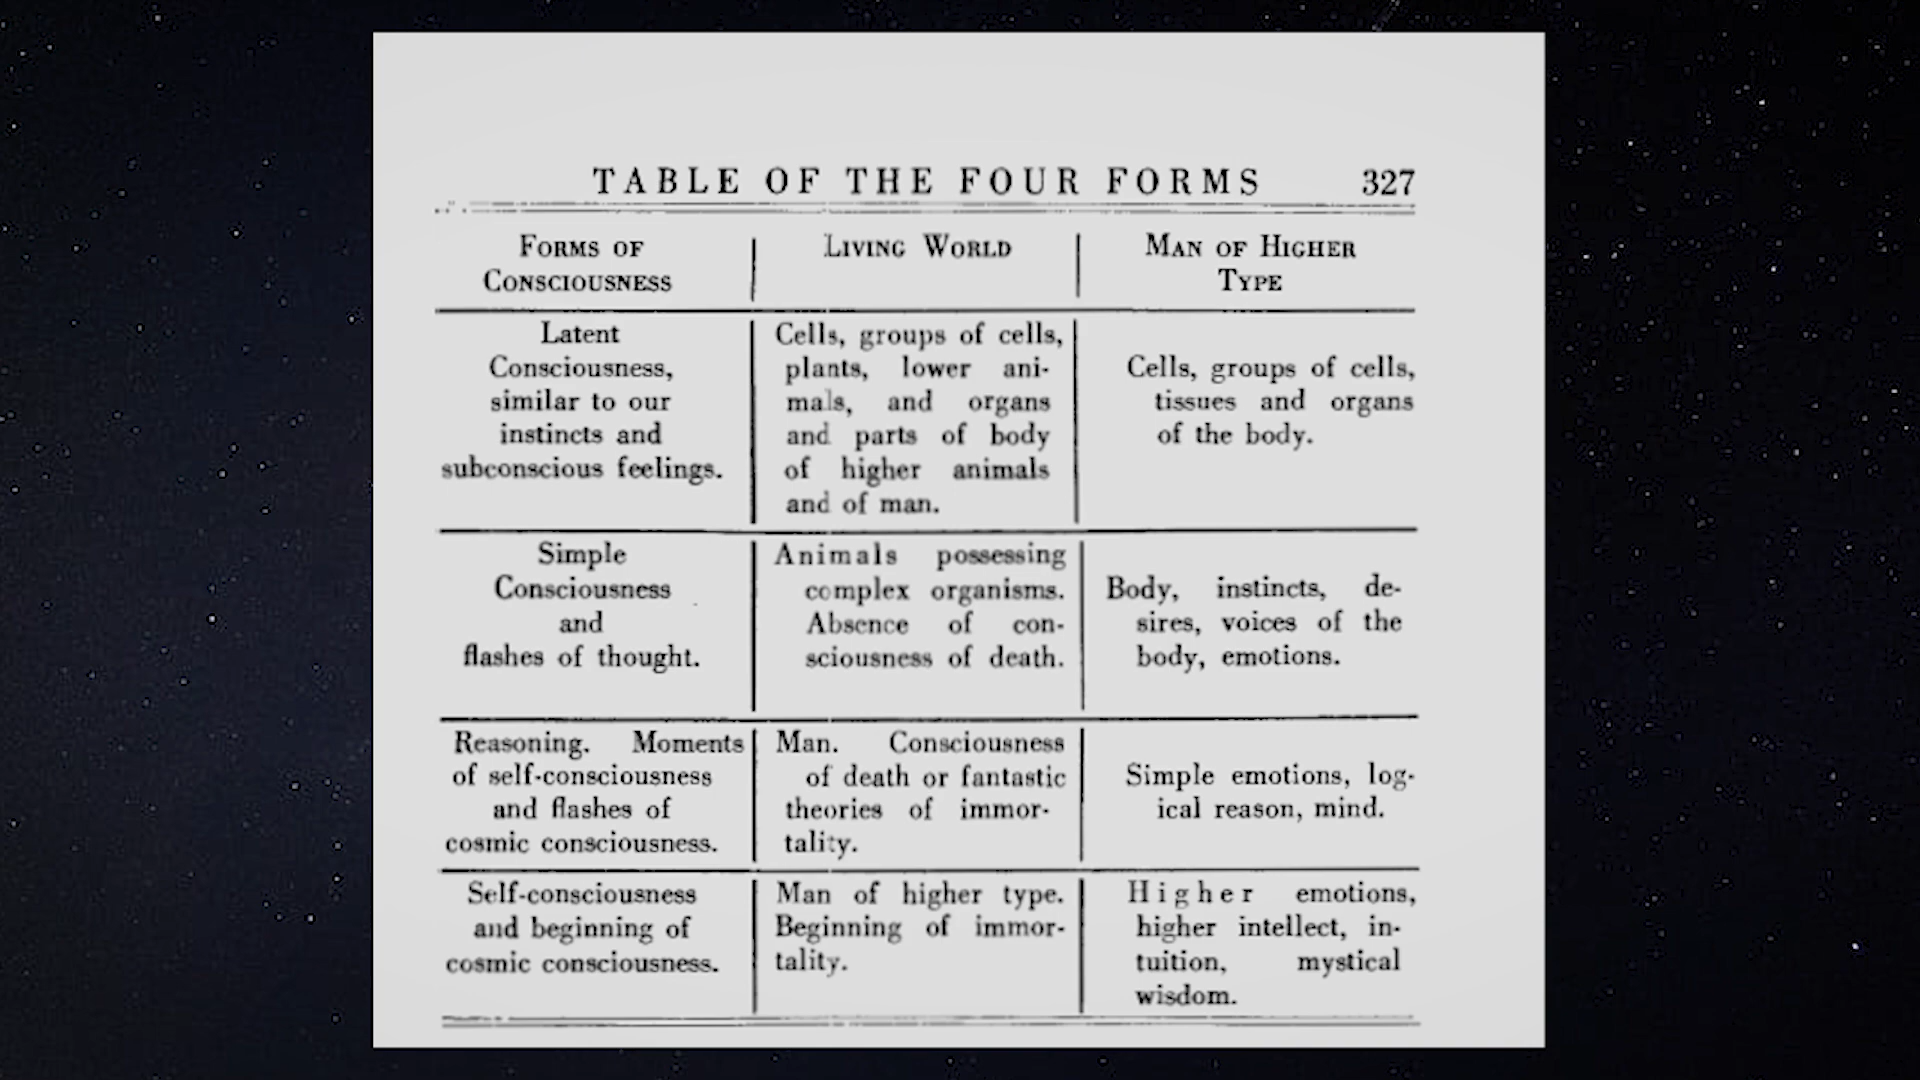 TABLE OF THE FOUR FORMS 327
FORMS OF
CONSCIOUSNESS
LIVING WORLD
MAN OF HIGHER
TYPE
Latent
Consciousness,
similar to our
instincts and
subconscious feelings.
Cells, groups of cells,
plants, lower ani-
mals, and organs
and parts of body
of higher animals
and of man.
Cells, groups of cells,
tissues and organs
of the body.
Simple
Consciousness
and
flashes of thought.
Animals possessing
complex organisms.
Absence of con-
sciousness of death.
Body, instincts, de-
sires, voices of the
body, emotions.
Reasoning. Moments
of self-consciousness
and flashes of
cosmic consciousness.
Man. Consciousness
of death or fantastic
theories of immor-
tality.
Simple emotions, log-
ical reason, mind.
Self-consciousness
and beginning of
cosmic consciousness.
Man of higher type.
Beginning of immor-
tality.
Higher emotions,
higher intellect, in-
tuition, mystical
wisdom.